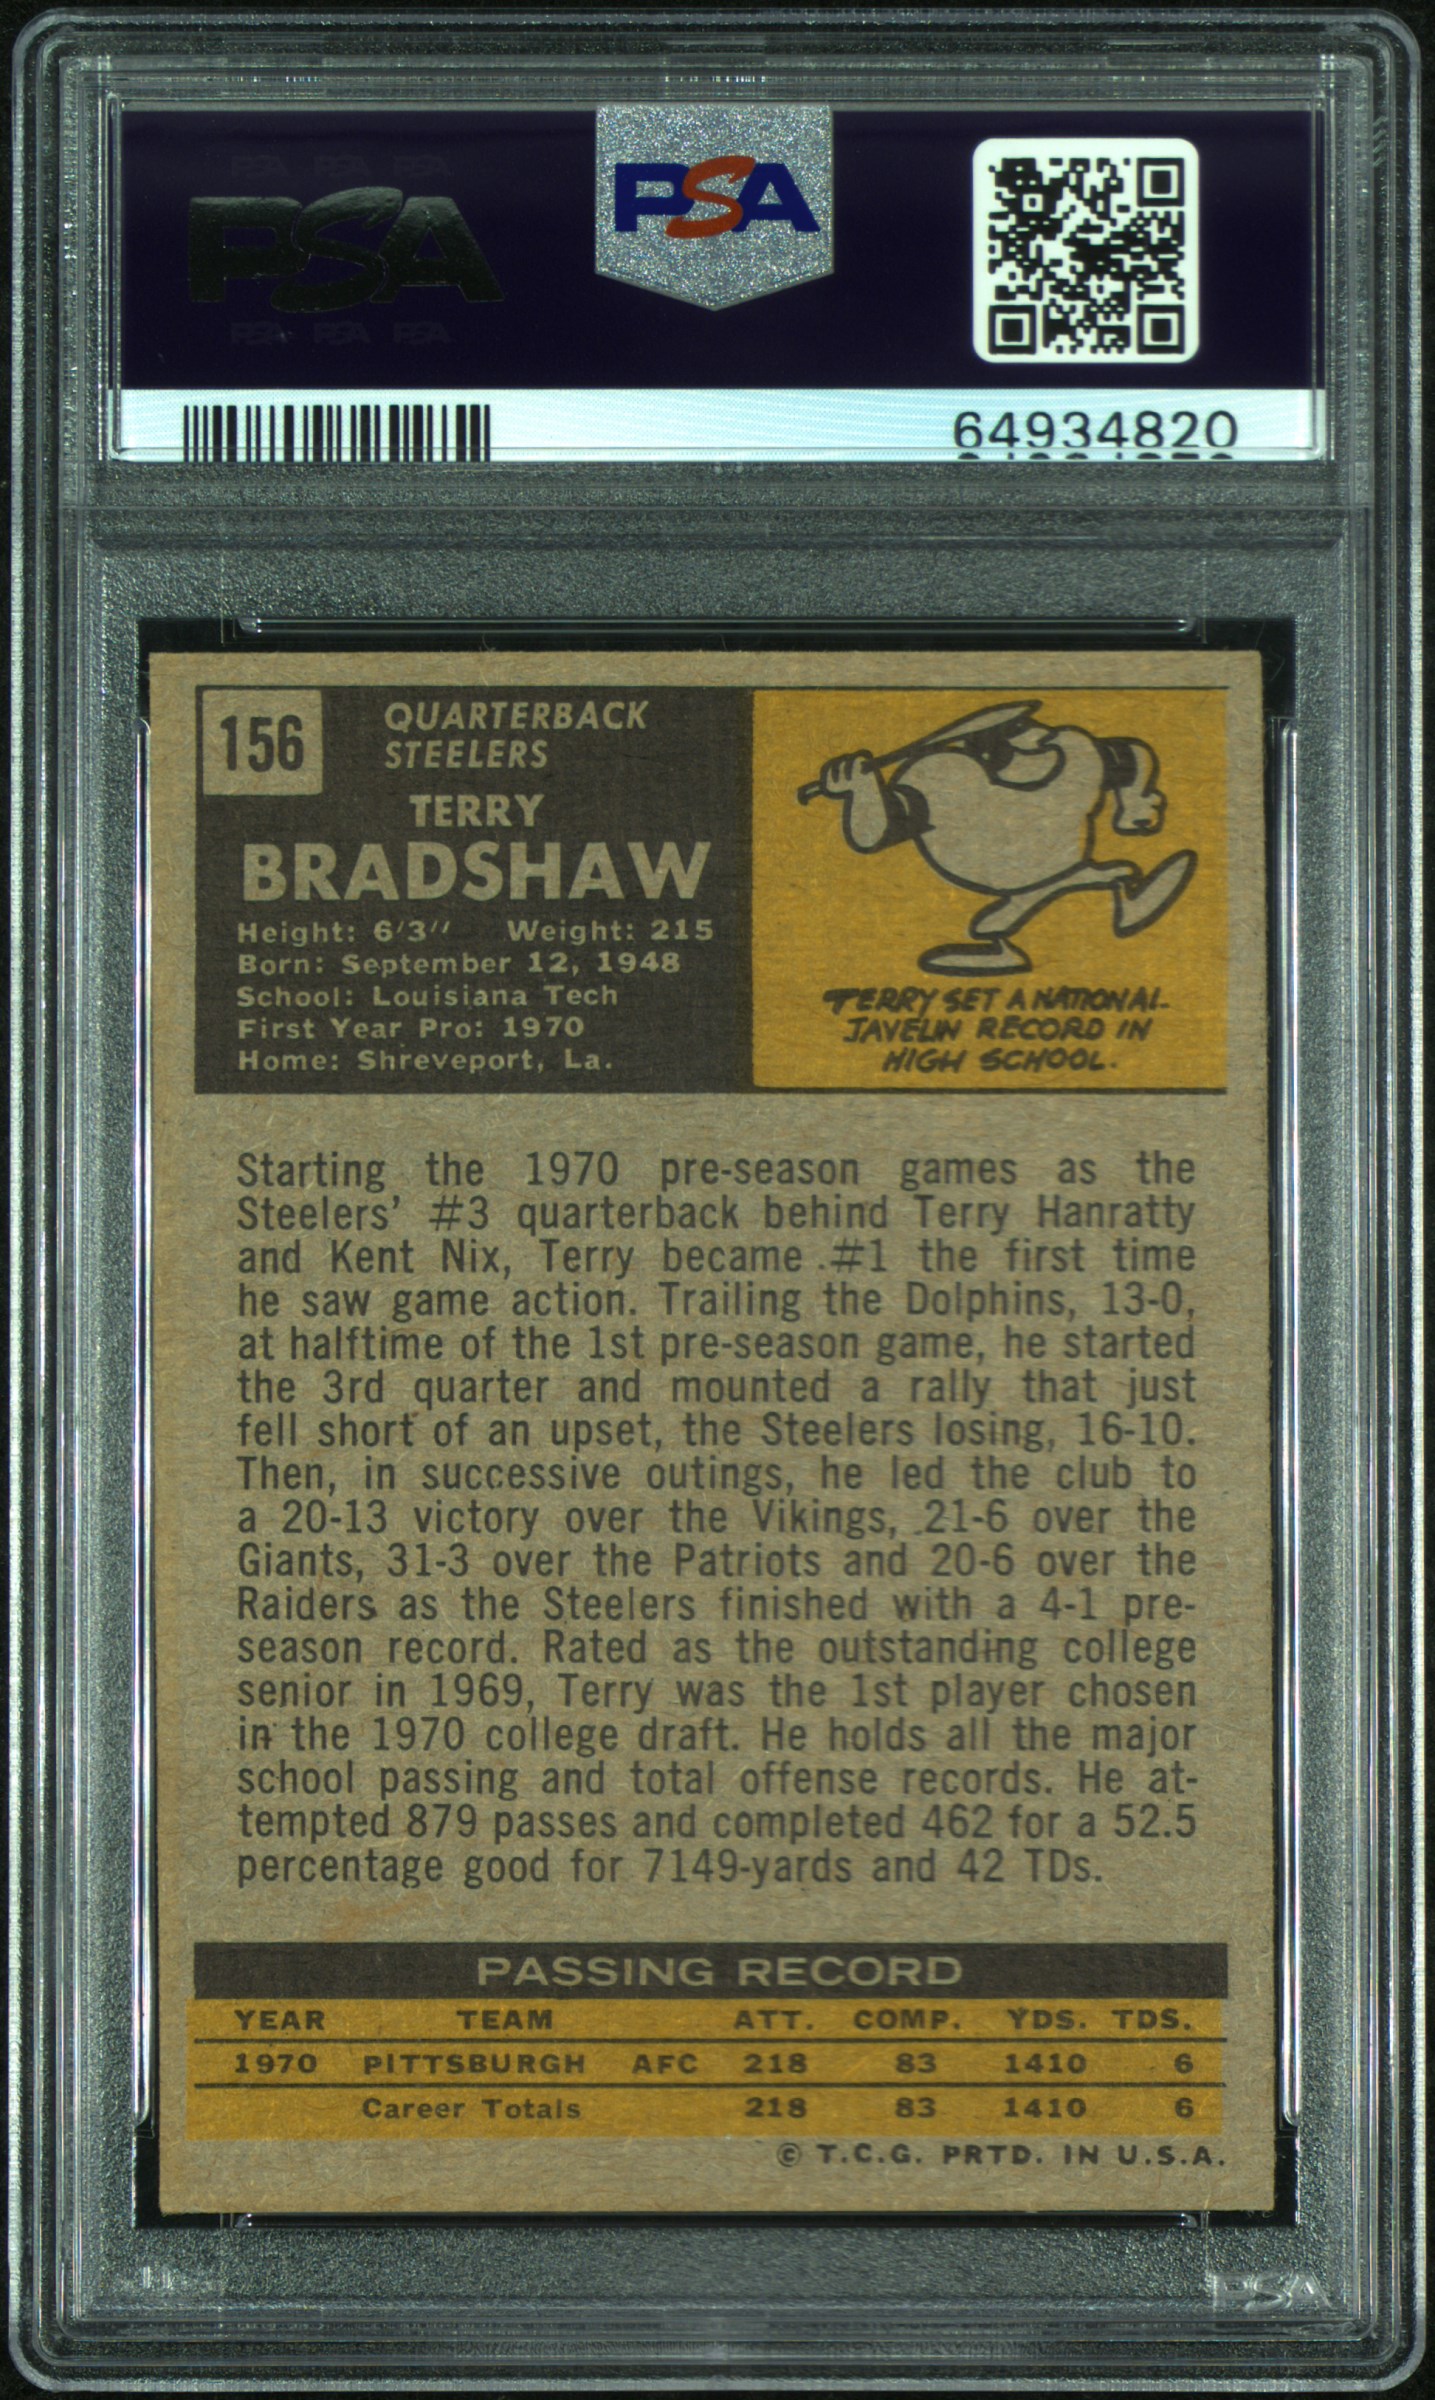 PSA PSA PSA
PSA
PSA PSA PSA
PSA
64934820
156
QUARTERBACK
STEELERS
TERRY
BRADSHAW
Height: 6'3" Weight: 215
Born: September 12, 1948
School: Louisiana Tech
First Year Pro: 1970
Home: Shreveport, La.
TERRY SET A NATIONAL
JAVELIN RECORD IN
HIGH SCHOOL.
Starting the 1970 pre-season games as the
Steelers' #3 quarterback behind Terry Hanratty
and Kent Nix, Terry became #1 the first time
he saw game action. Trailing the Dolphins, 13-0,
at halftime of the 1st pre-season game, he started
the 3rd quarter and mounted a rally that just
fell short of an upset, the Steelers losing, 16-10.
Then, in successive outings, he led the club to
a 20-13 victory over the Vikings, 21-6 over the
Giants, 31-3 over the Patriots and 20-6 over the
Raiders as the Steelers finished with a 4-1 pre-
season record. Rated as the outstanding college
senior in 1969, Terry was the 1st player chosen
in the 1970 college draft. He holds all the major
school passing and total offense records. He at-
tempted 879 passes and completed 462 for a 52.5
percentage good for 7149-yards and 42 TDs.
PASSING RECORD
YEAR TEAM ATT. COMP. YDS. TDS.
1970 PITTSBURGH AFC 218 83 1410 6
Career Totals 218 83 1410 6
© T.C.G. PRTD. IN U.S.A.
PSA